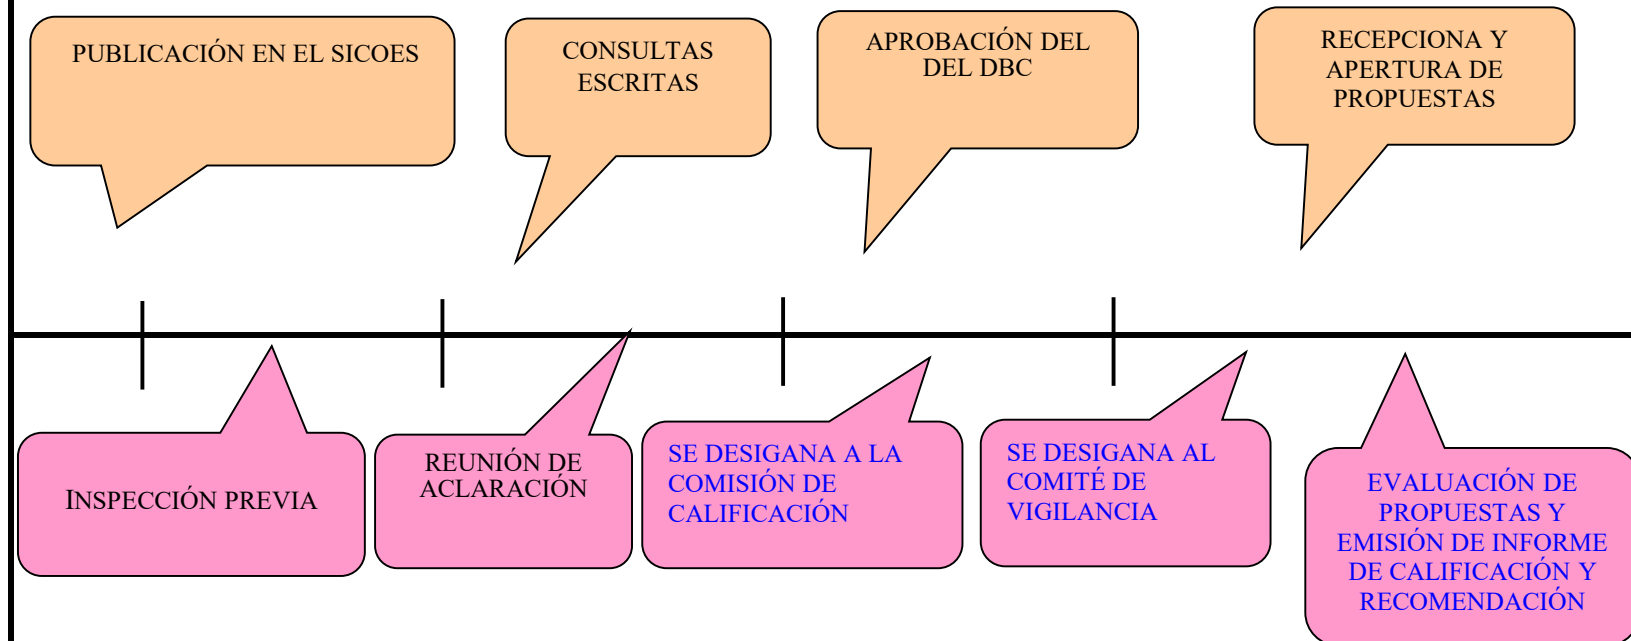 PUBLICACIÓN EN EL SICOES
CONSULTAS
ESCRITAS
APROBACIÓN DEL
DEL DBC
RECEPCIONA Y
APERTURA DE
PROPUESTAS
INSPECCIÓN PREVIA
REUNIÓN DE
ACLARACIÓN
SE DESIGANA A LA
COMISIÓN DE
CALIFICACIÓN
SE DESIGANA AL
COMITÉ DE
VIGILANCIA
EVALUACIÓN DE
PROPUESTAS Y
EMISIÓN DE INFORME
DE CALIFICACIÓN Y
RECOMENDACIÓN